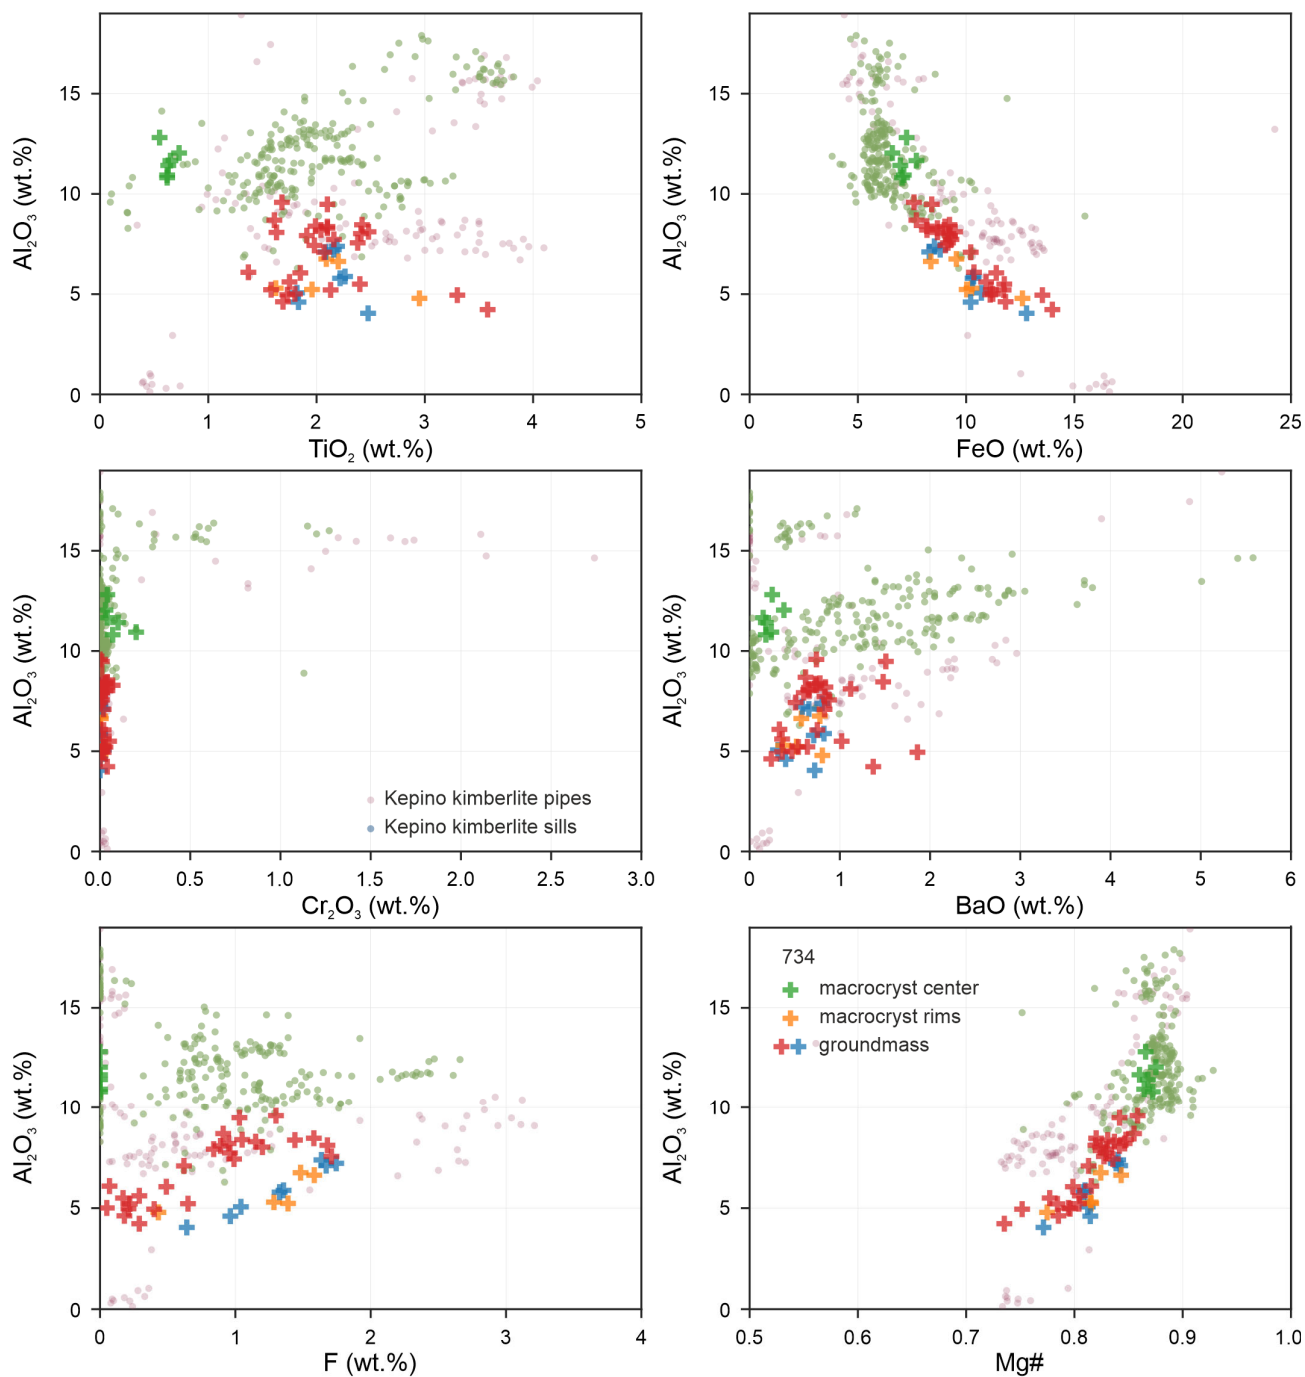 Al₂O₃ (wt.%)
15
10
5
0
0 1 2 3 4 5
TiO₂ (wt.%)
Al₂O₃ (wt.%)
15
10
5
0
0 5 10 15 20 25
FeO (wt.%)
Al₂O₃ (wt.%)
15
10
5
0
Kepino kimberlite pipes
Kepino kimberlite sills
0.0 0.5 1.0 1.5 2.0 2.5 3.0
Cr₂O₃ (wt.%)
Al₂O₃ (wt.%)
15
10
5
0
0 1 2 3 4 5 6
BaO (wt.%)
Al₂O₃ (wt.%)
15
10
5
0
0 1 2 3 4
F (wt.%)
Al₂O₃ (wt.%)
15
10
5
0
734
macrocryst center
macrocryst rims
groundmass
0.5 0.6 0.7 0.8 0.9 1.0
Mg#